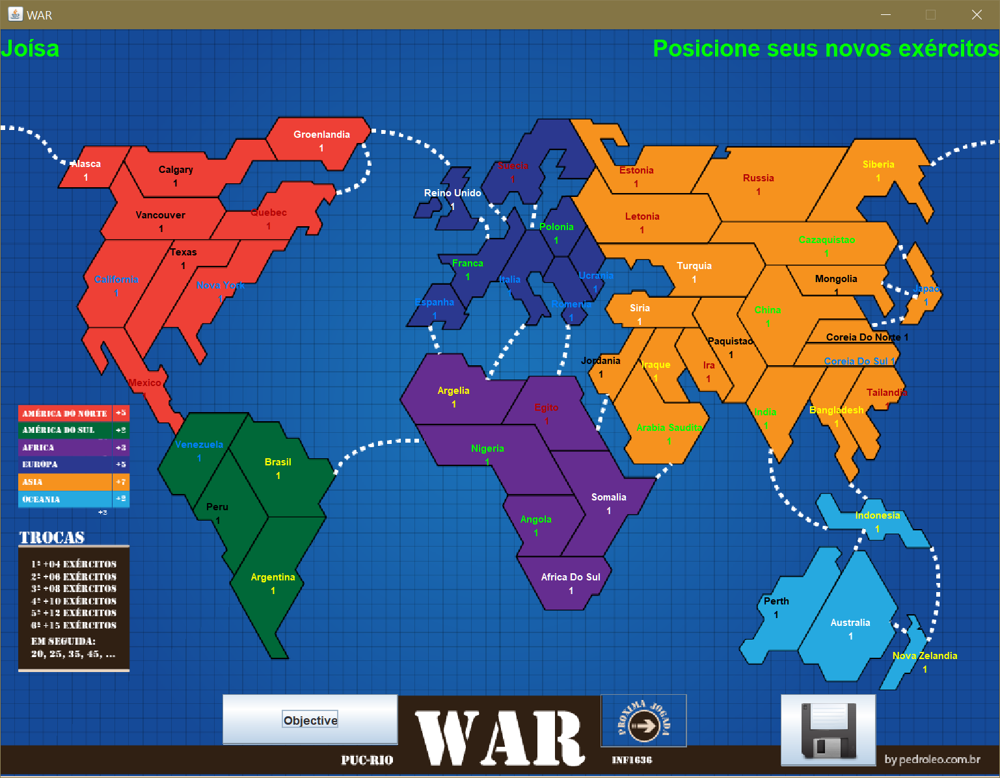 WAR
Joísa
Posicione seus novos exércitos
Groenlandia
1
Alasca
1
Calgary
1
Vancouver
1
Quebec
1
Texas
1
California
1
Nova York
1
Mexico
Reino Unido
1
Suecia
1
Polonia
1
Franca
1
Italia
1
Ucrania
1
Espanha
1
Romenia
1
Estonia
1
Russia
1
Siberia
1
Letonia
1
Cazaquistao
1
Turquia
1
Mongolia
1
Japao
1
Siria
1
China
1
Paquistao
1
Coreia Do Norte 1
Coreia Do Sul 1
Jordania
1
Iraque
1
Ira
1
Tailandia
1
India
1
Bangladesh
1
Arabia Saudita
1
Argelia
1
Egito
1
Nigeria
1
Somalia
1
Angola
1
Africa Do Sul
1
Venezuela
1
Brasil
1
Peru
1
Argentina
1
Indonesia
1
Perth
1
Australia
1
Nova Zelandia
1
AMÉRICA DO NORTE +5
AMÉRICA DO SUL +2
AFRICA +3
EURÓPA +5
ASIA +7
OCEANIA +2
+3
TROCAS
1ª +04 EXÉRCITOS
2ª +06 EXÉRCITOS
3ª +08 EXÉRCITOS
4ª +10 EXÉRCITOS
5ª +12 EXÉRCITOS
6ª +15 EXÉRCITOS
EM SEGUIDA:
20, 25, 35, 45, ...
Objective
WAR
PROXIMA JOGADA
PUC-RIO
INF1636
by pedroleo.com.br